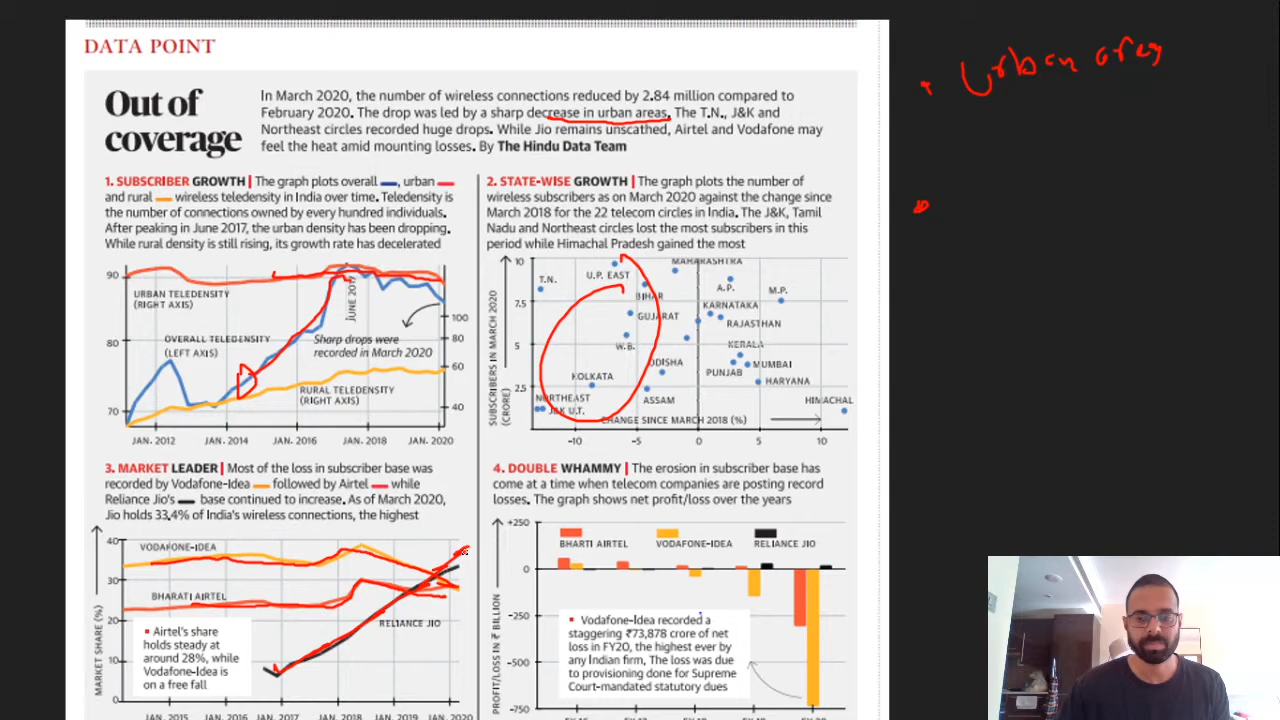 DATA POINT
Urban areas
Out of
coverage
In March 2020, the number of wireless connections reduced by 2.84 million compared to
February 2020. The drop was led by a sharp decrease in urban areas. The T.N., J&K and
Northeast circles recorded huge drops. While Jio remains unscathed, Airtel and Vodafone may
feel the heat amid mounting losses. By The Hindu Data Team
1. SUBSCRIBER GROWTH | The graph plots overall, urban
and rural wireless teledensity in India over time. Teledensity is
the number of connections owned by every hundred individuals.
After peaking in June 2017, the urban density has been dropping.
While rural density is still rising, its growth rate has decelerated
90
URBAN TELEDENSITY
(RIGHT AXIS)
JUNE 2017
100
80
OVERALL TELEDENSITY
(LEFT AXIS)
Sharp drops were
recorded in March 2020
80
60
RURAL TELEDENSITY
(RIGHT AXIS)
70
40
JAN. 2012
JAN. 2014
JAN. 2016
JAN. 2018
JAN. 2020
2. STATE-WISE GROWTH | The graph plots the number of
wireless subscribers as on March 2020 against the change since
March 2018 for the 22 telecom circles in India. The J&K, Tamil
Nadu and Northeast circles lost the most subscribers in this
period while Himachal Pradesh gained the most
SUBSCRIBERS IN MARCH 2020
(CRORE)
10
7.5
5
2.5
T.N.
U.P. EAST
MAHARASHTRA
BIHAR
A.P.
M.P.
GUJARAT
KARNATAKA
RAJASTHAN
W.B.
KERALA
ODISHA
PUNJAB
MUMBAI
KOLKATA
HARYANA
NORTHEAST
J&K U.T.
ASSAM
HIMACHAL
CHANGE SINCE MARCH 2018 (%)
-10
-5
0
5
10
3. MARKET LEADER | Most of the loss in subscriber base was
recorded by Vodafone-Idea followed by Airtel while
Reliance Jio's base continued to increase. As of March 2020,
Jio holds 33.4% of India's wireless connections, the highest
MARKET SHARE (%)
40
30
20
10
0
VODAFONE-IDEA
BHARATI AIRTEL
RELIANCE JIO
Airtel's share
holds steady at
around 28%, while
Vodafone-Idea is
on a free fall
JAN. 2015
JAN. 2016
JAN. 2017
JAN. 2018
JAN. 2019
JAN. 2020
4. DOUBLE WHAMMY | The erosion in subscriber base has
come at a time when telecom companies are posting record
losses. The graph shows net profit/loss over the years
PROFIT/LOSS IN ₹ BILLION
+250
0
-250
-500
-750
BHARTI AIRTEL
VODAFONE-IDEA
RELIANCE JIO
Vodafone-Idea recorded a
staggering ₹73,878 crore of net
loss in FY20, the highest ever by
any Indian firm, The loss was due
to provisioning done for Supreme
Court-mandated statutory dues
FY 16
FY 17
FY 18
FY 19
FY 20